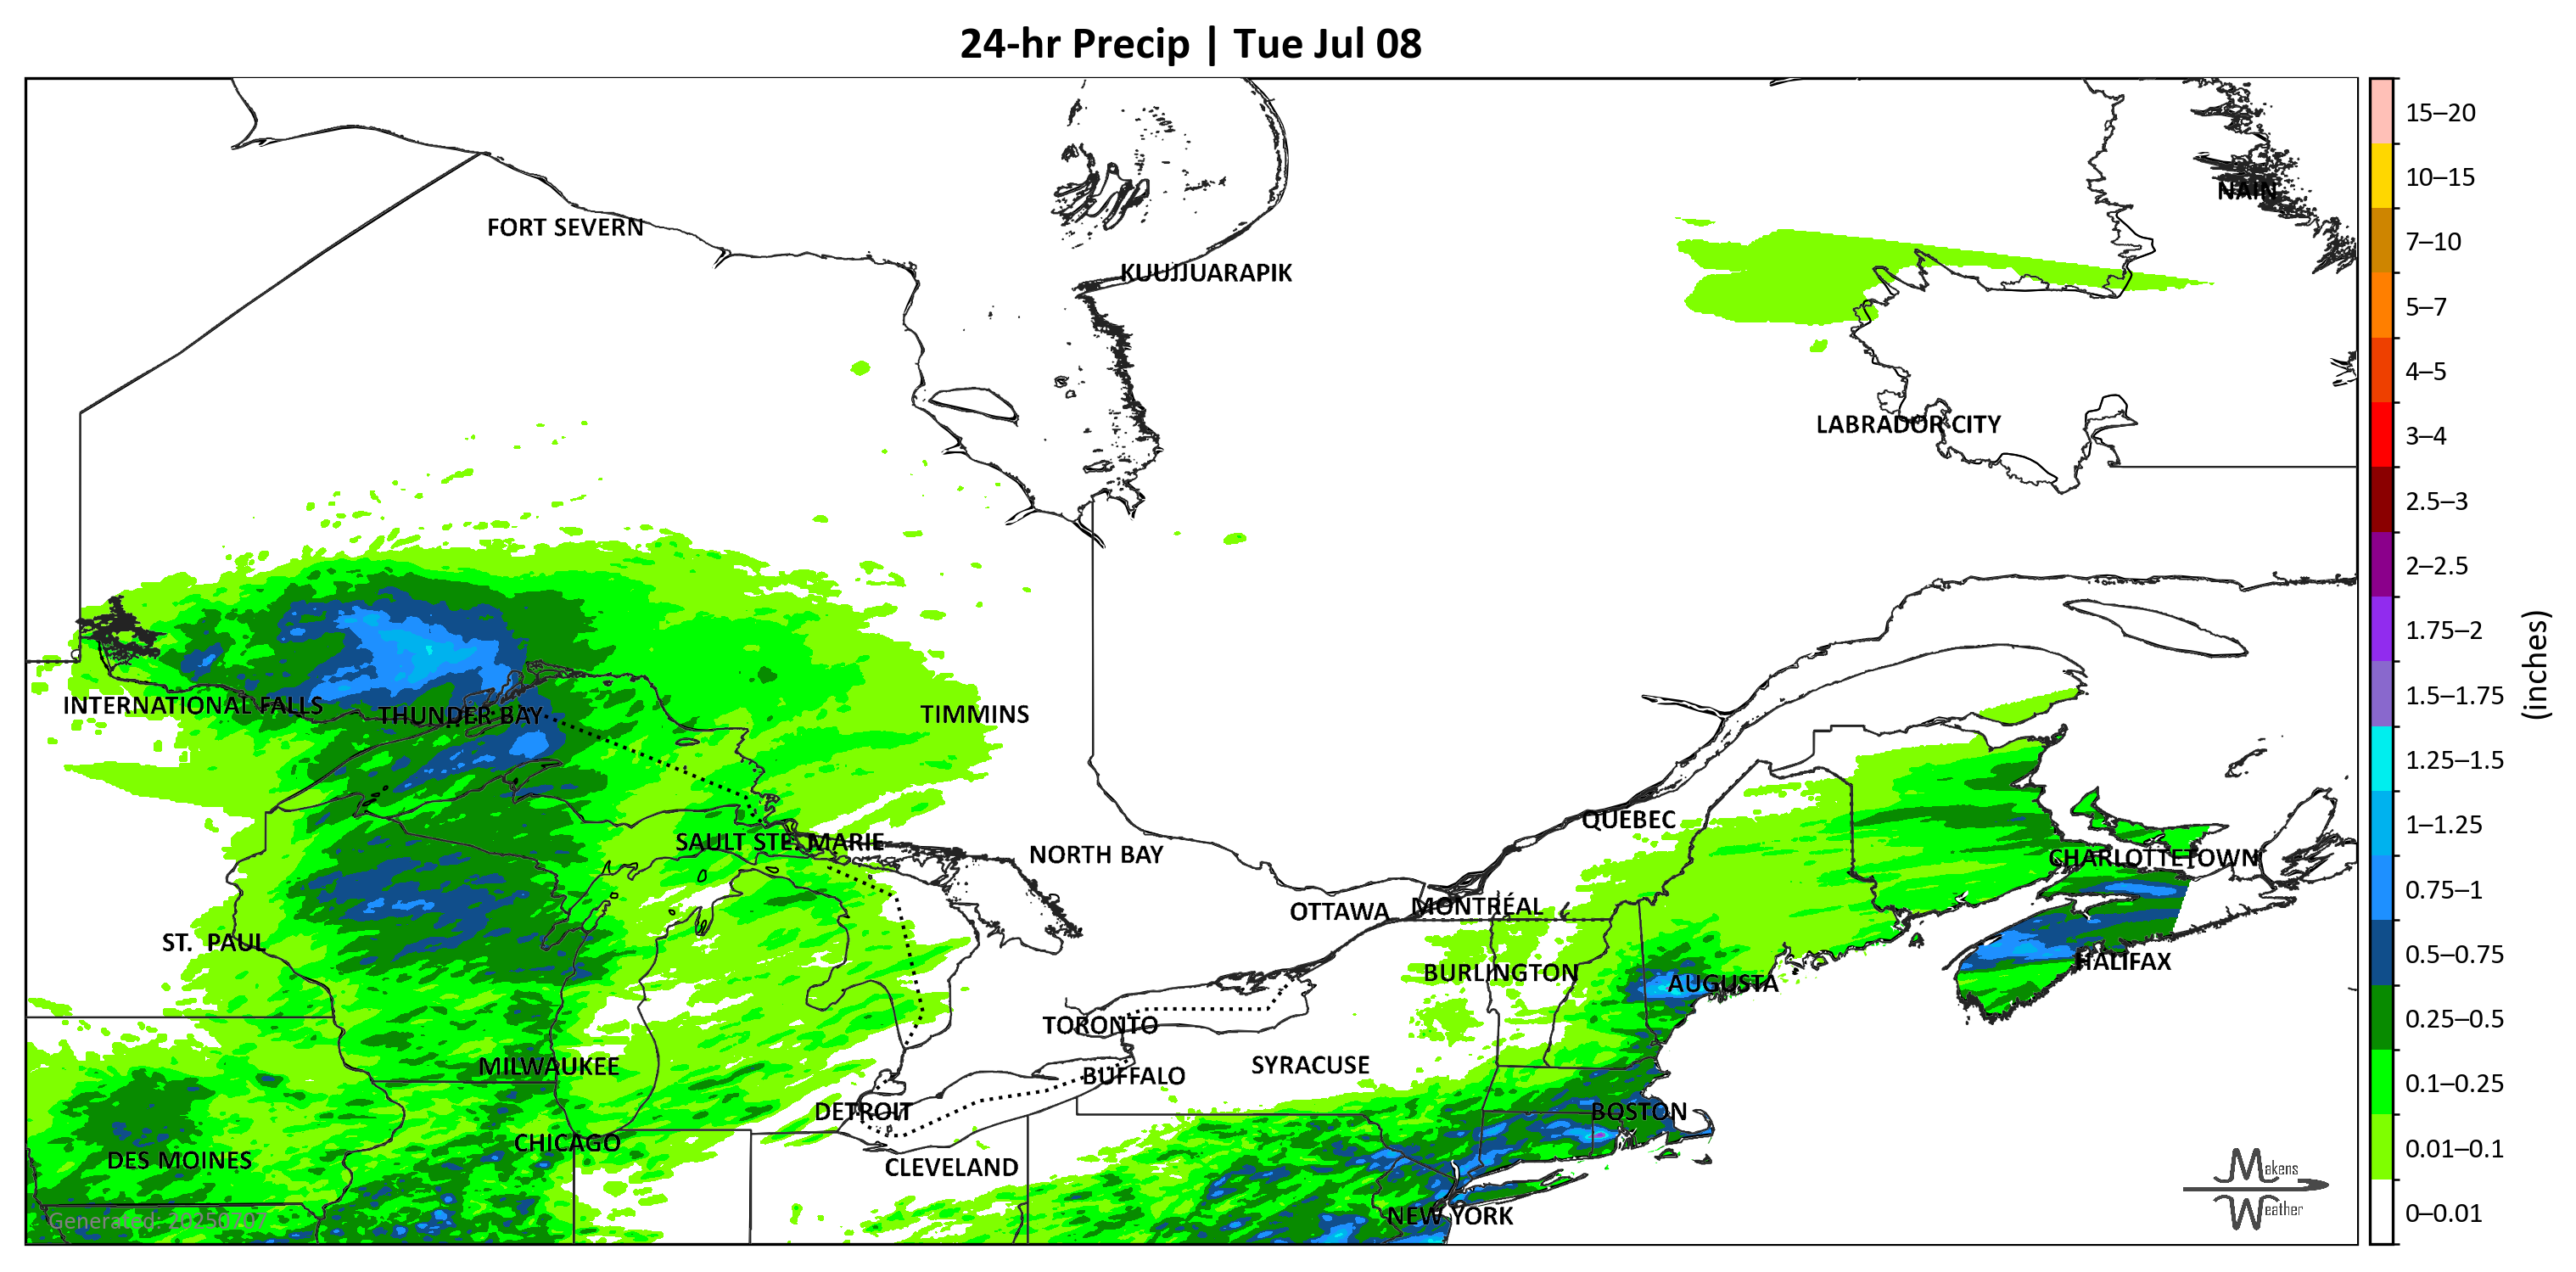 24-hr Precip | Tue Jul 08
NAIN
FORT SEVERN
KUUJJUARAPIK
LABRADOR CITY
INTERNATIONAL FALLS
THUNDER BAY
TIMMINS
SAULT STE. MARIE
NORTH BAY
QUÉBEC
CHARLOTTETOWN
OTTAWA
MONTRÉAL
ST. PAUL
BURLINGTON
AUGUSTA
HALIFAX
TORONTO
MILWAUKEE
SYRACUSE
BUFFALO
DETROIT
BOSTON
CHICAGO
DES MOINES
CLEVELAND
NEW YORK
Generated: 20250707
Makens
Weather
15–20
10–15
7–10
5–7
4–5
3–4
2.5–3
2–2.5
1.75–2
1.5–1.75
1.25–1.5
1–1.25
0.75–1
0.5–0.75
0.25–0.5
0.1–0.25
0.01–0.1
0–0.01
(inches)